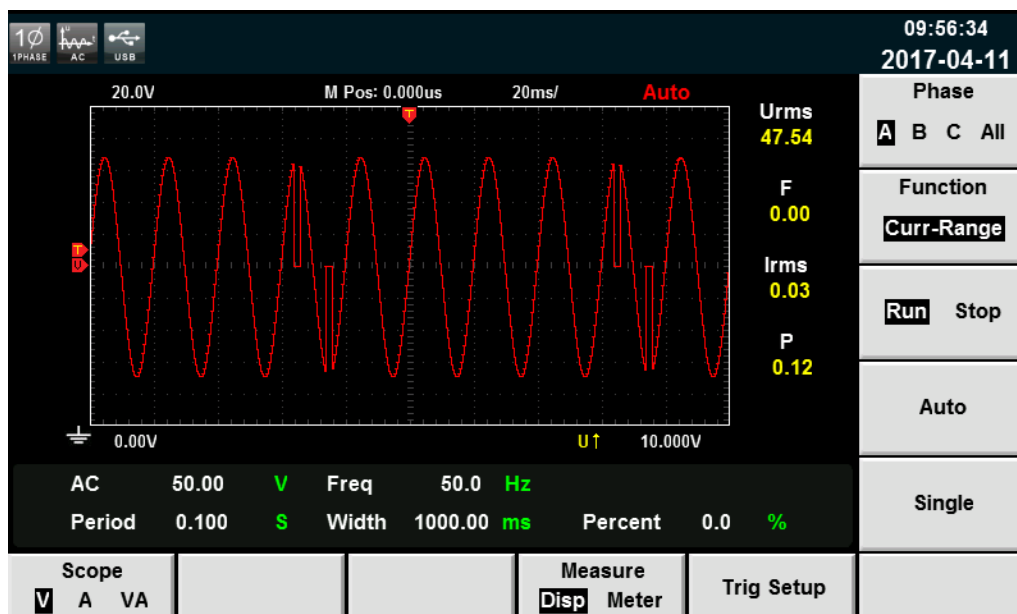 1Ø
1PHASE
U
t
AC
USB
09:56:34
2017-04-11
20.0V M Pos: 0.000us 20ms/ Auto
T
Urms
47.54
F
0.00
T
U
Irms
0.03
P
0.12
0.00V U↑ 10.000V
AC 50.00 V Freq 50.0 Hz
Period 0.100 S Width 1000.00 ms Percent 0.0 %
Phase
A B C All
Function
Curr-Range
Run Stop
Auto
Single
Scope
V A VA
Measure
Disp Meter
Trig Setup